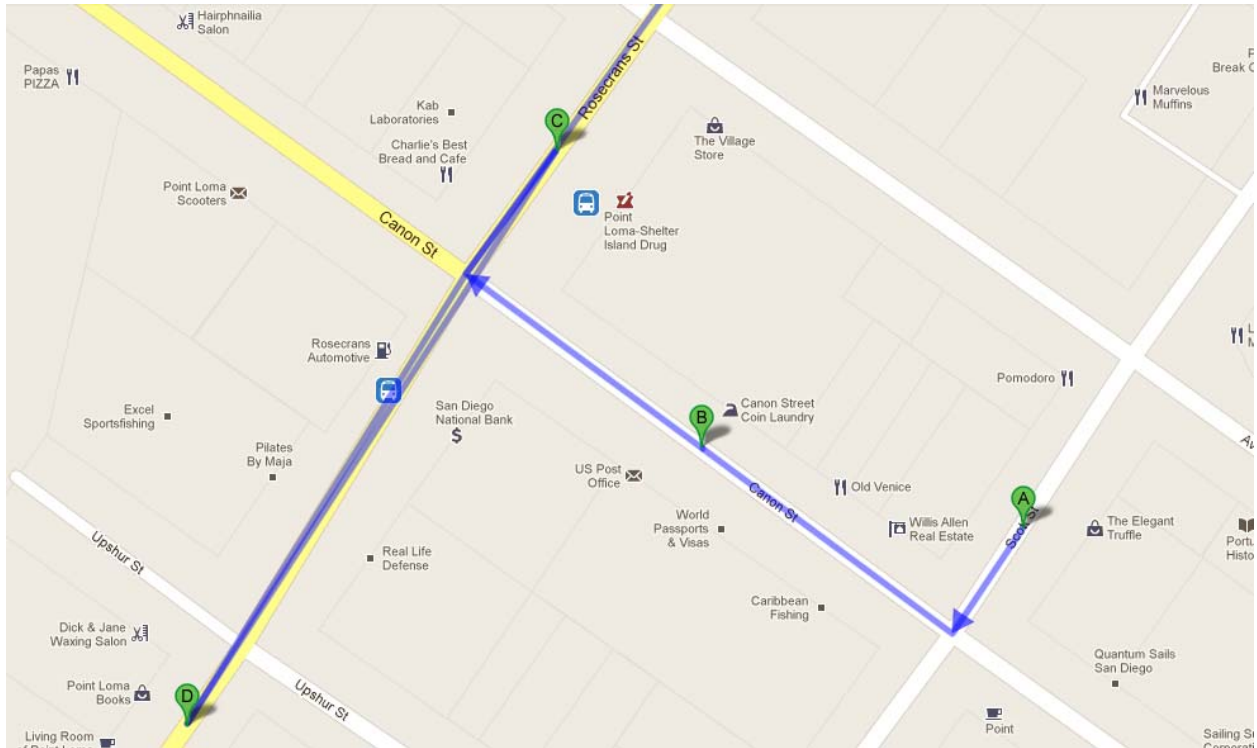 Hairphnailia
Salon
Papas
PIZZA
Kab
Laboratories
Charlie's Best
Bread and Cafe
C
Rosecrans St
The Village
Store
Marvelous
Muffins
Break
Point Loma
Scooters
Canon St
Point
Loma-Shelter
Island Drug
Rosecrans
Automotive
Pomodoro
Excel
Sportsfishing
San Diego
National Bank
$
B
Canon Street
Coin Laundry
Pilates
By Maja
US Post
Office
Canon St
Old Venice
A
World
Passports
& Visas
Willis Allen
Real Estate
The Elegant
Truffle
Upshur St
Real Life
Defense
Caribbean
Fishing
Dick & Jane
Waxing Salon
Quantum Sails
San Diego
Point Loma
Books
D
Upshur St
Point
Living Room
Sailing